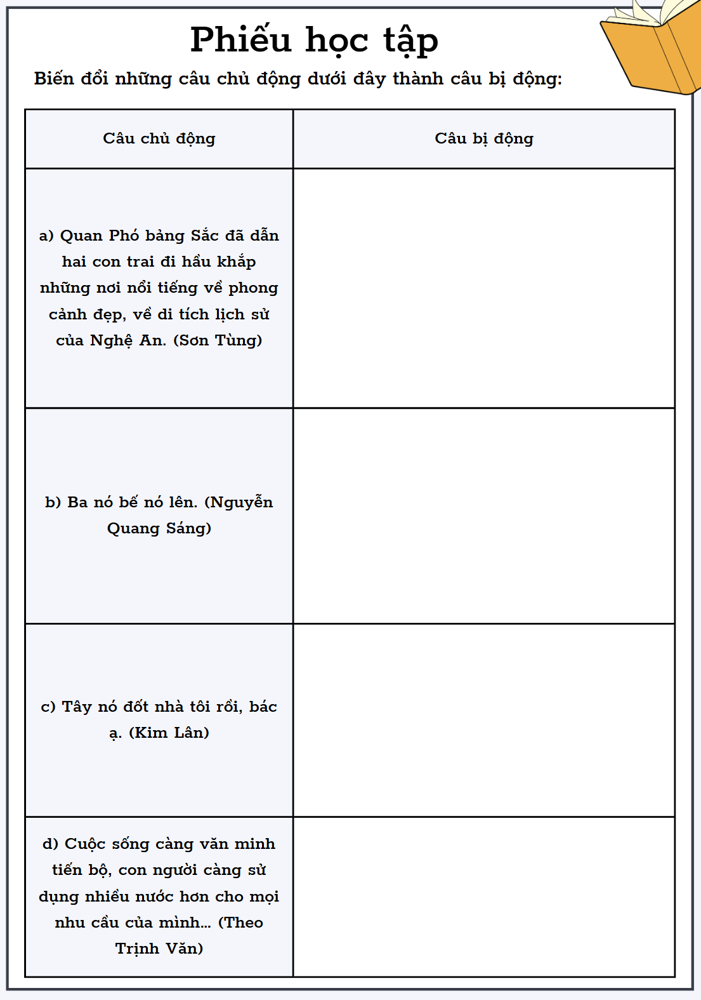 Phiếu học tập
Biến đổi những câu chủ động dưới đây thành câu bị động:
Câu chủ động
Câu bị động
a) Quan Phó bảng Sắc đã dẫn
hai con trai đi hầu khắp
những nơi nổi tiếng về phong
cảnh đẹp, về di tích lịch sử
của Nghệ An. (Sơn Tùng)
b) Ba nó bế nó lên. (Nguyễn
Quang Sáng)
c) Tây nó đốt nhà tôi rồi, bác
ạ. (Kim Lân)
d) Cuộc sống càng văn minh
tiến bộ, con người càng sử
dụng nhiều nước hơn cho mọi
nhu cầu của mình... (Theo
Trịnh Văn)